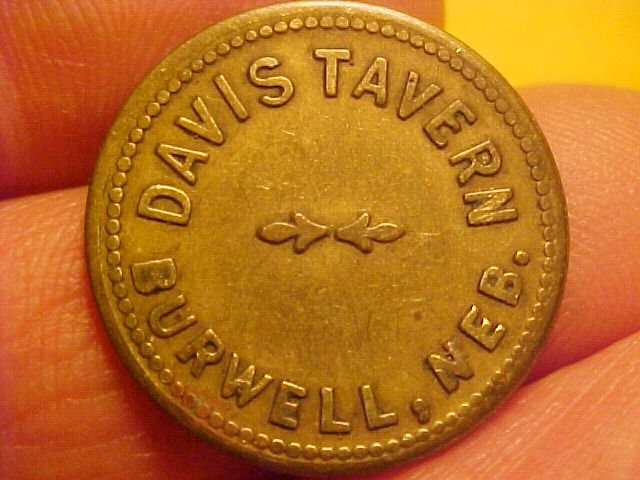 DAVIS TAVERN
BURWELL, NEB.